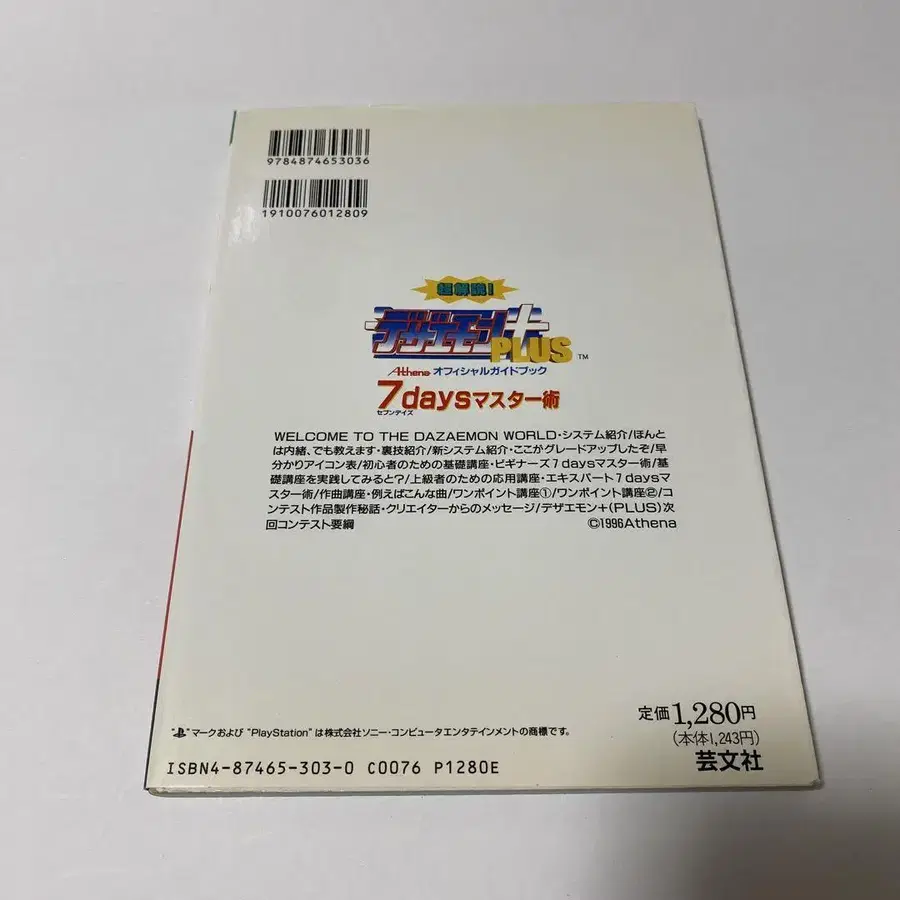 9784874653036
1910076012809
超解説!
デザエモン+
PLUS™
Athena オフィシャルガイドブック
7daysマスター術
セブンデイズ
WELCOME TO THE DAZAEMON WORLD・システム紹介/ほんと
は内緒、でも教えます・裏技紹介/新システム紹介・ここがグレードアップしたぞ/早
分かりアイコン表/初心者のための基礎講座・ビギナーズ7daysマスター術/基
礎講座を実践してみると?/上級者のための応用講座・エキスパート7daysマ
スター術/作曲講座・例えばこんな曲/ワンポイント講座①/ワンポイント講座②/コ
ンテスト作品製作秘話・クリエイターからのメッセージ/デザエモン+(PLUS)次
回コンテスト要綱 ©1996Athena
定価1,280円
(本体1,243円)
芸文社
"PS"マークおよび "PlayStation" は株式会社ソニー・コンピュータエンタテインメントの商標です。
ISBN4-87465-303-0 C0076 P1280E